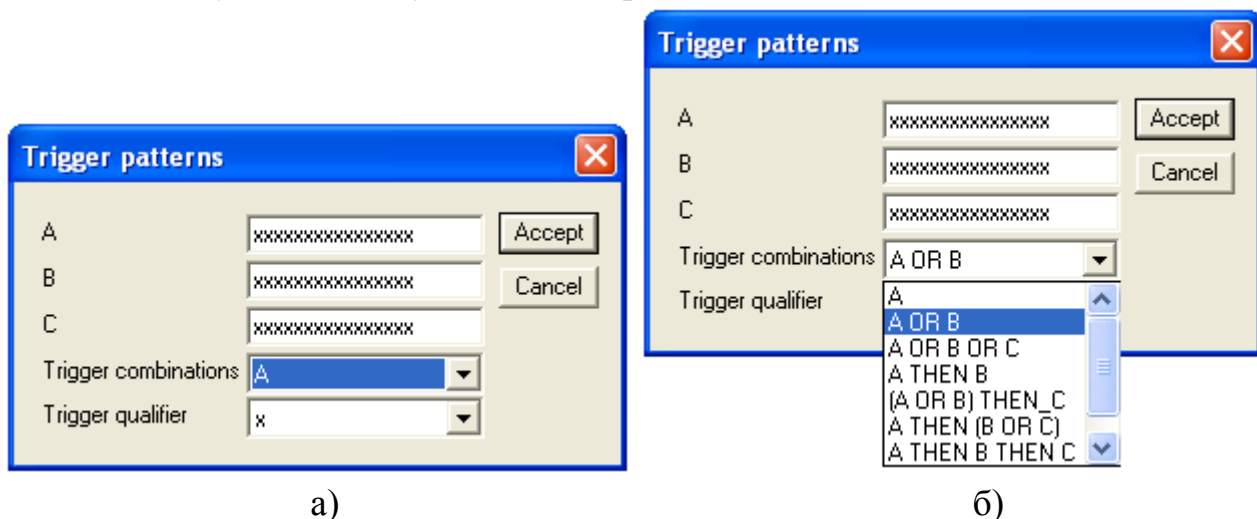 Trigger patterns
A
xxxxxxxxxxxxxxxx
Accept
B
xxxxxxxxxxxxxxxx
Cancel
C
xxxxxxxxxxxxxxxx
Trigger combinations
A
Trigger qualifier
x
а)
Trigger patterns
A
xxxxxxxxxxxxxxxx
Accept
B
xxxxxxxxxxxxxxxx
Cancel
C
xxxxxxxxxxxxxxxx
Trigger combinations
A OR B
Trigger qualifier
A
A OR B
A OR B OR C
A THEN B
(A OR B) THEN_C
A THEN (B OR C)
A THEN B THEN C
б)